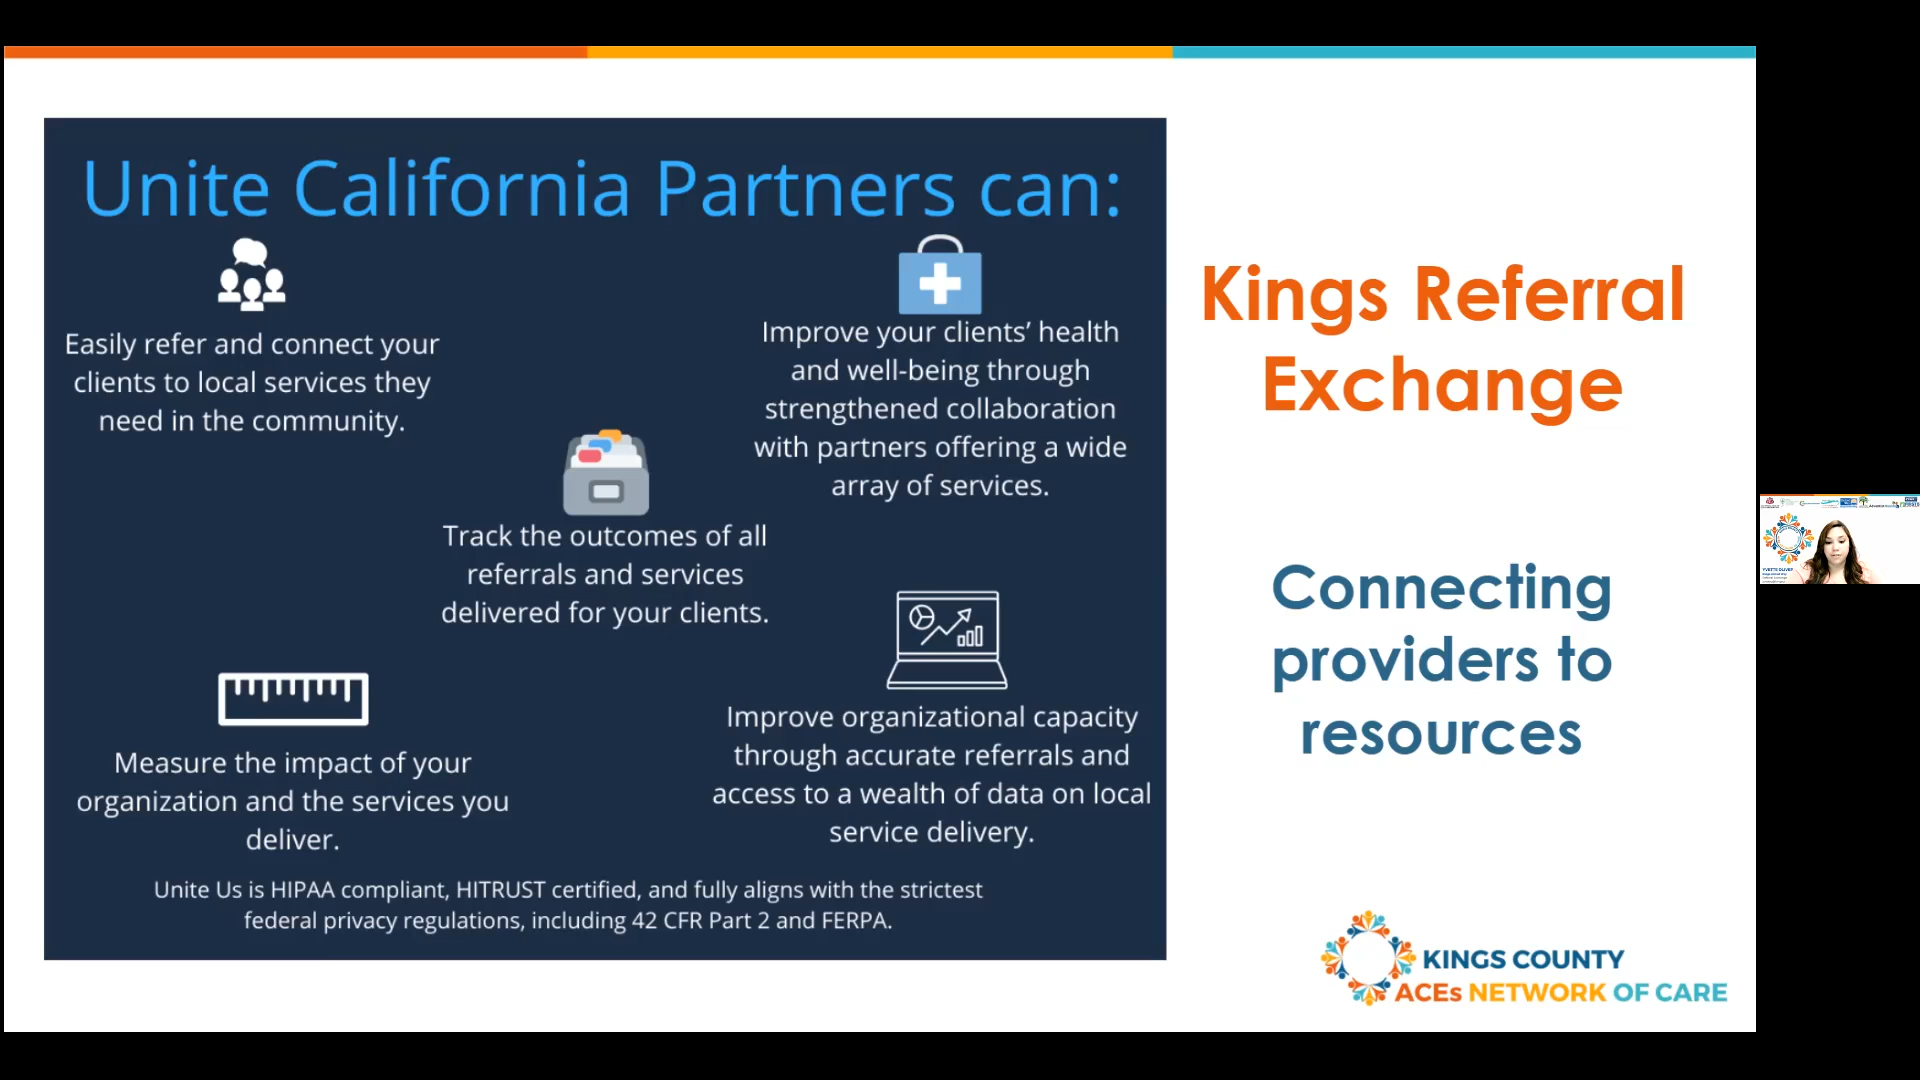 Unite California Partners can:
Easily refer and connect your
clients to local services they
need in the community.
Improve your clients’ health
and well-being through
strengthened collaboration
with partners offering a wide
array of services.
Track the outcomes of all
referrals and services
delivered for your clients.
Measure the impact of your
organization and the services you
deliver.
Improve organizational capacity
through accurate referrals and
access to a wealth of data on local
service delivery.
Unite Us is HIPAA compliant, HITRUST certified, and fully aligns with the strictest
federal privacy regulations, including 42 CFR Part 2 and FERPA.
Kings Referral
Exchange
Connecting
providers to
resources
KINGS COUNTY
ACEs NETWORK OF CARE